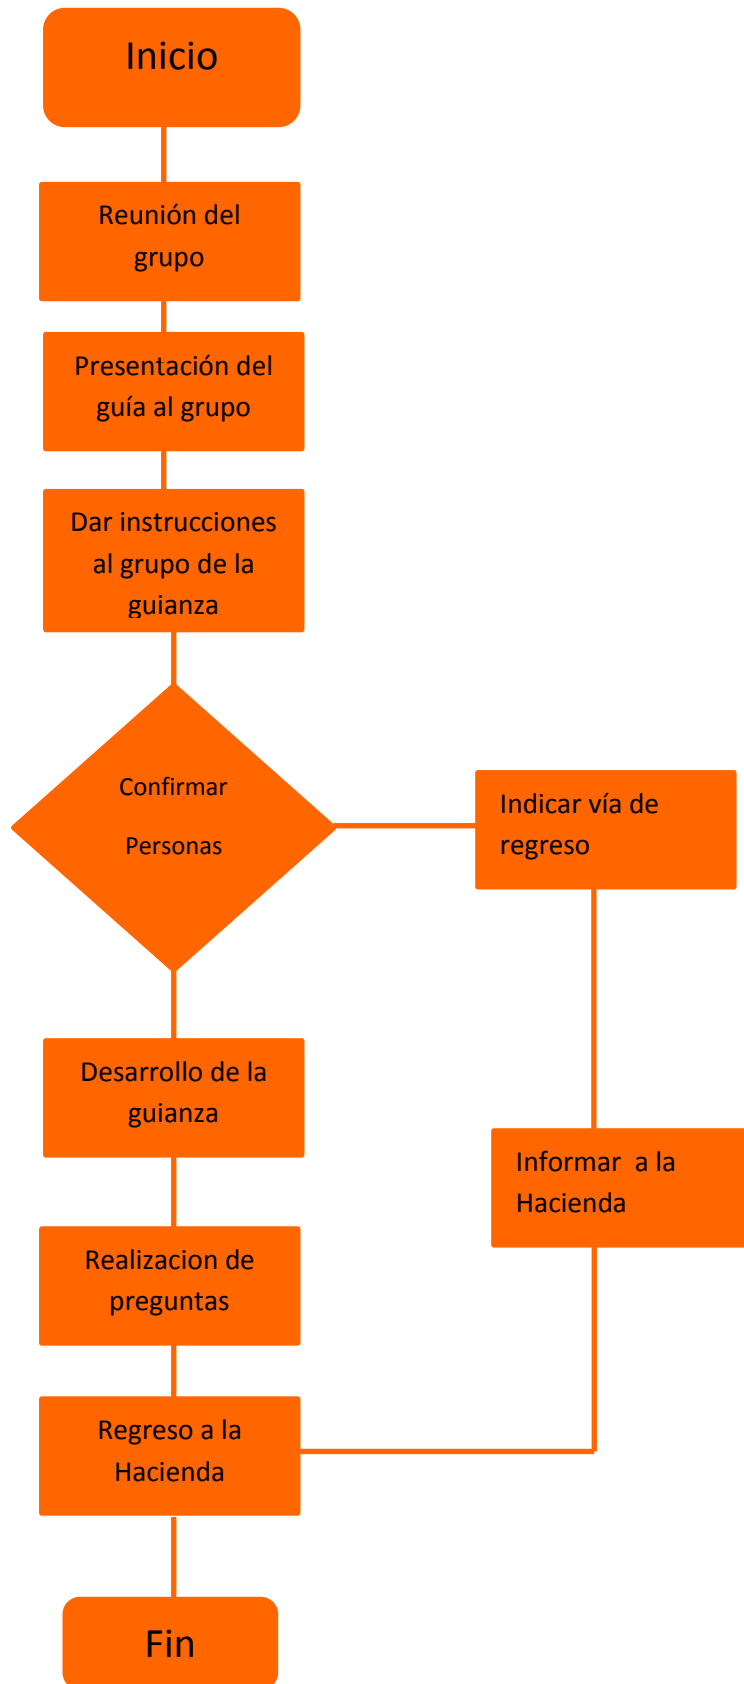 Inicio
Reunión del
grupo
Presentación del
guía al grupo
Dar instrucciones
al grupo de la
guianza
Confirmar
Personas
Indicar vía de
regreso
Desarrollo de la
guianza
Informar  a la
Hacienda
Realizacion de
preguntas
Regreso a la
Hacienda
Fin